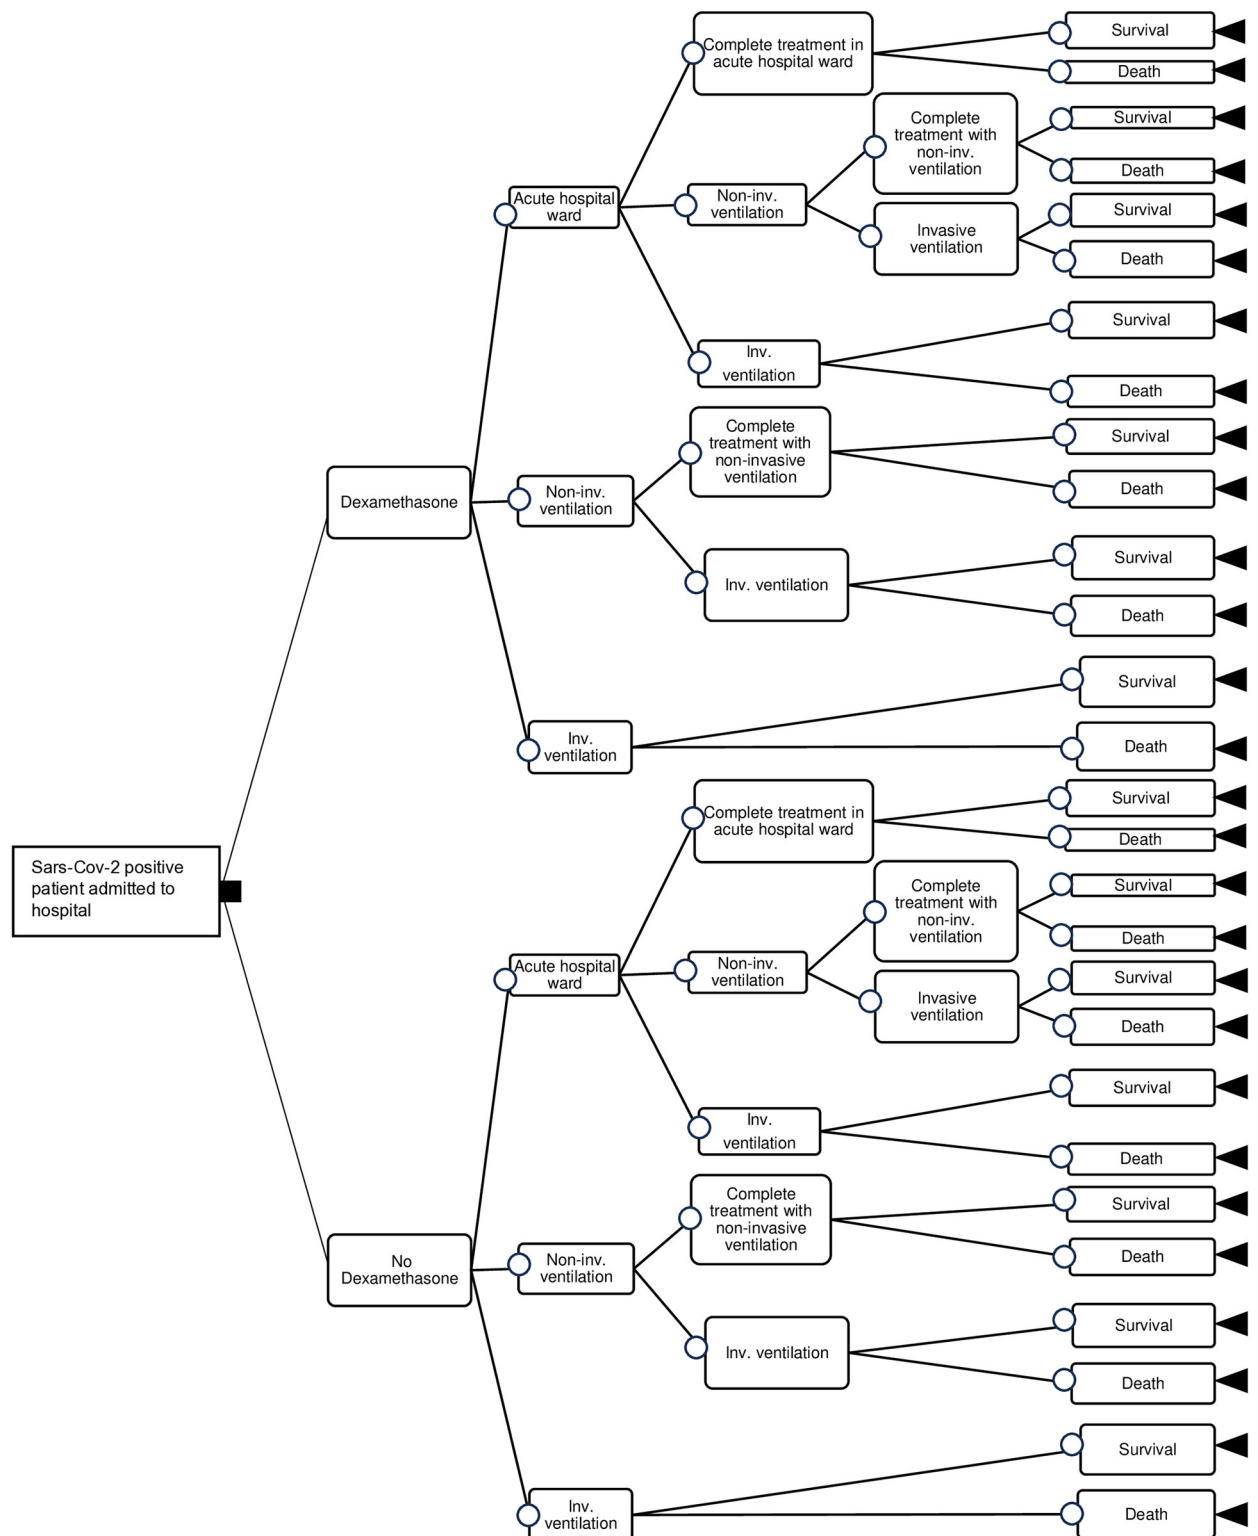 Complete treatment in
acute hospital ward
Survival
Death
Complete
treatment with
non-inv.
ventilation
Survival
Death
Acute hospital
ward
Non-inv.
ventilation
Invasive
ventilation
Survival
Death
Inv.
ventilation
Survival
Death
Dexamethasone
Non-inv.
ventilation
Complete
treatment with
non-invasive
ventilation
Survival
Death
Inv. ventilation
Survival
Death
Inv.
ventilation
Survival
Death
Sars-Cov-2 positive
patient admitted to
hospital
Complete treatment in
acute hospital ward
Survival
Death
Complete
treatment with
non-inv.
ventilation
Survival
Death
Acute hospital
ward
Non-inv.
ventilation
Invasive
ventilation
Survival
Death
Inv.
ventilation
Survival
Death
No
Dexamethasone
Non-inv.
ventilation
Complete
treatment with
non-invasive
ventilation
Survival
Death
Inv. ventilation
Survival
Death
Inv.
ventilation
Survival
Death